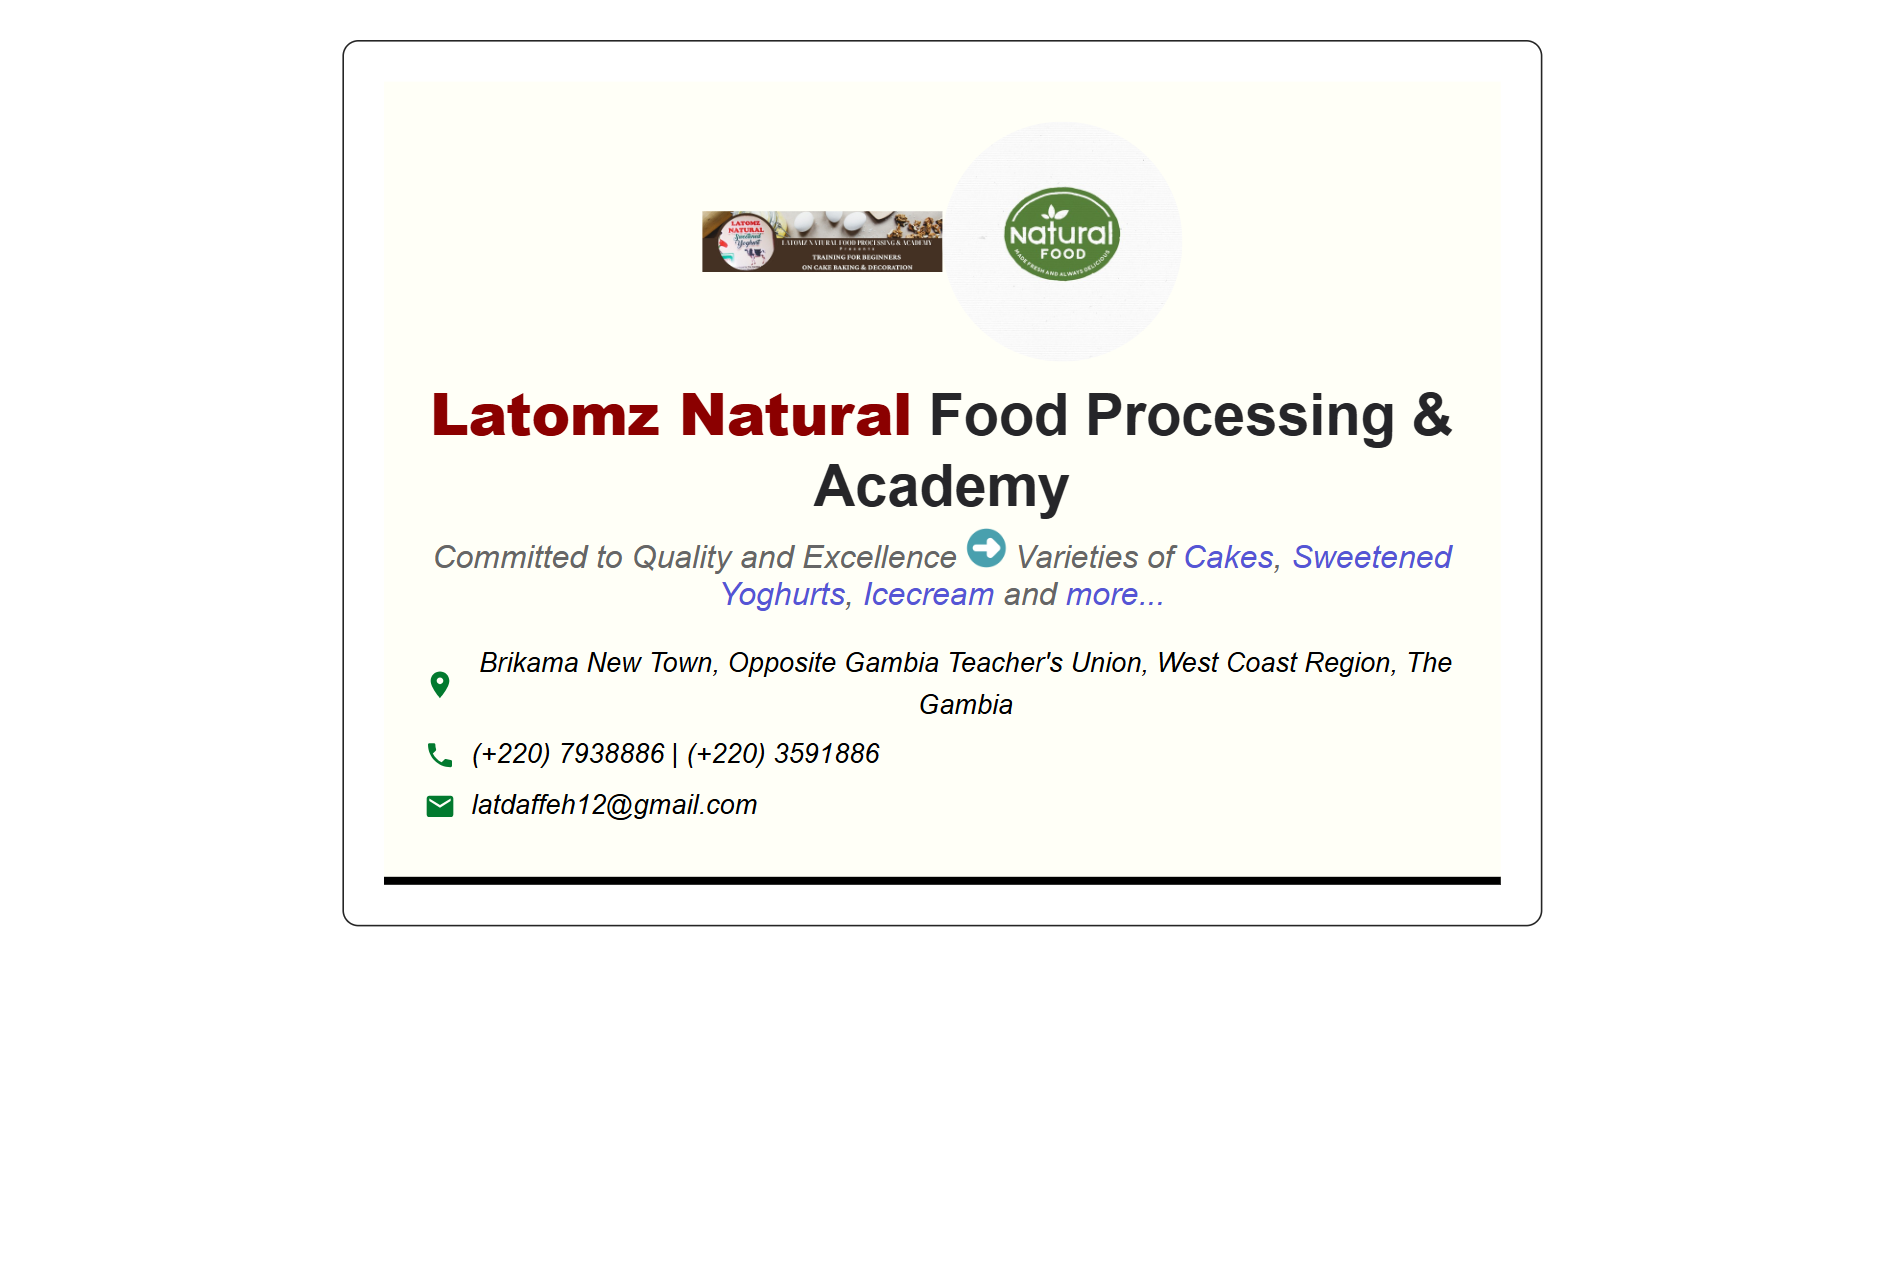 LATOMZ
NATURAL
Sweetened
Yoghurt
LATOMZ NATURAL FOOD PROCESSING & ACADEMY
Presents
TRAINING FOR BEGINNERS
ON CAKE BAKING & DECORATION
Natural
FOOD
MADE FRESH AND ALWAYS DELICIOUS
Latomz Natural Food Processing &
Academy
Committed to Quality and Excellence Varieties of Cakes, Sweetened
Yoghurts, Icecream and more...
Brikama New Town, Opposite Gambia Teacher's Union, West Coast Region, The
Gambia
(+220) 7938886 | (+220) 3591886
latdaffeh12@gmail.com